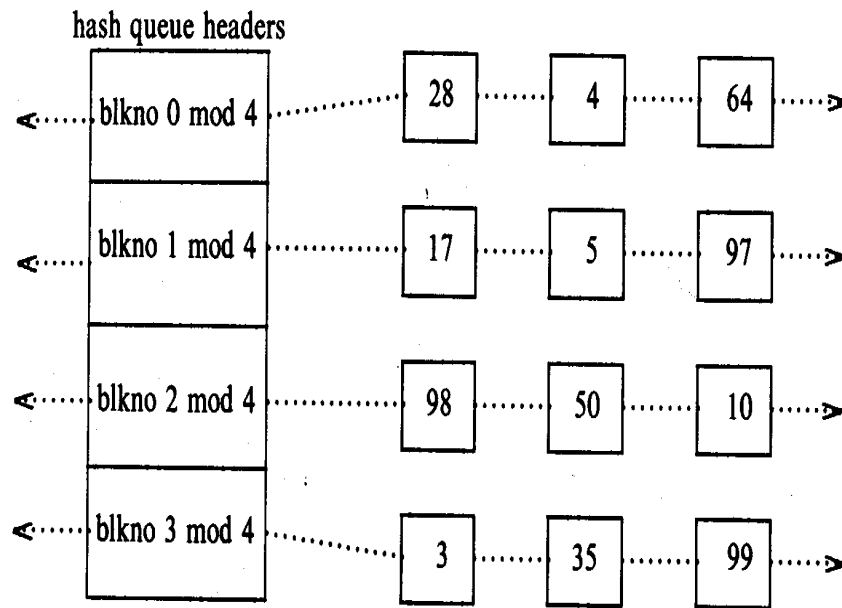 hash queue headers
blkno 0 mod 4 28 4 64
blkno 1 mod 4 17 5 97
blkno 2 mod 4 98 50 10
blkno 3 mod 4 3 35 99